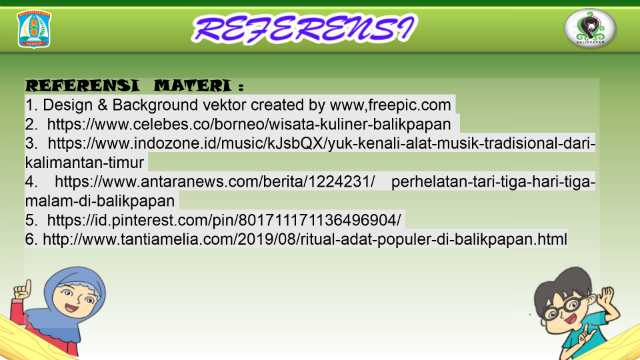 REFERENSI
BALIKPAPAN
REFERENSI MATERI :
1. Design & Background vektor created by www,freepic.com
2. https://www.celebes.co/borneo/wisata-kuliner-balikpapan
3. https://www.indozone.id/music/kJsbQX/yuk-kenali-alat-musik-tradisional-dari-
kalimantan-timur
4. https://www.antaranews.com/berita/1224231/ perhelatan-tari-tiga-hari-tiga-
malam-di-balikpapan
5. https://id.pinterest.com/pin/801711171136496904/
6. http://www.tantiamelia.com/2019/08/ritual-adat-populer-di-balikpapan.html